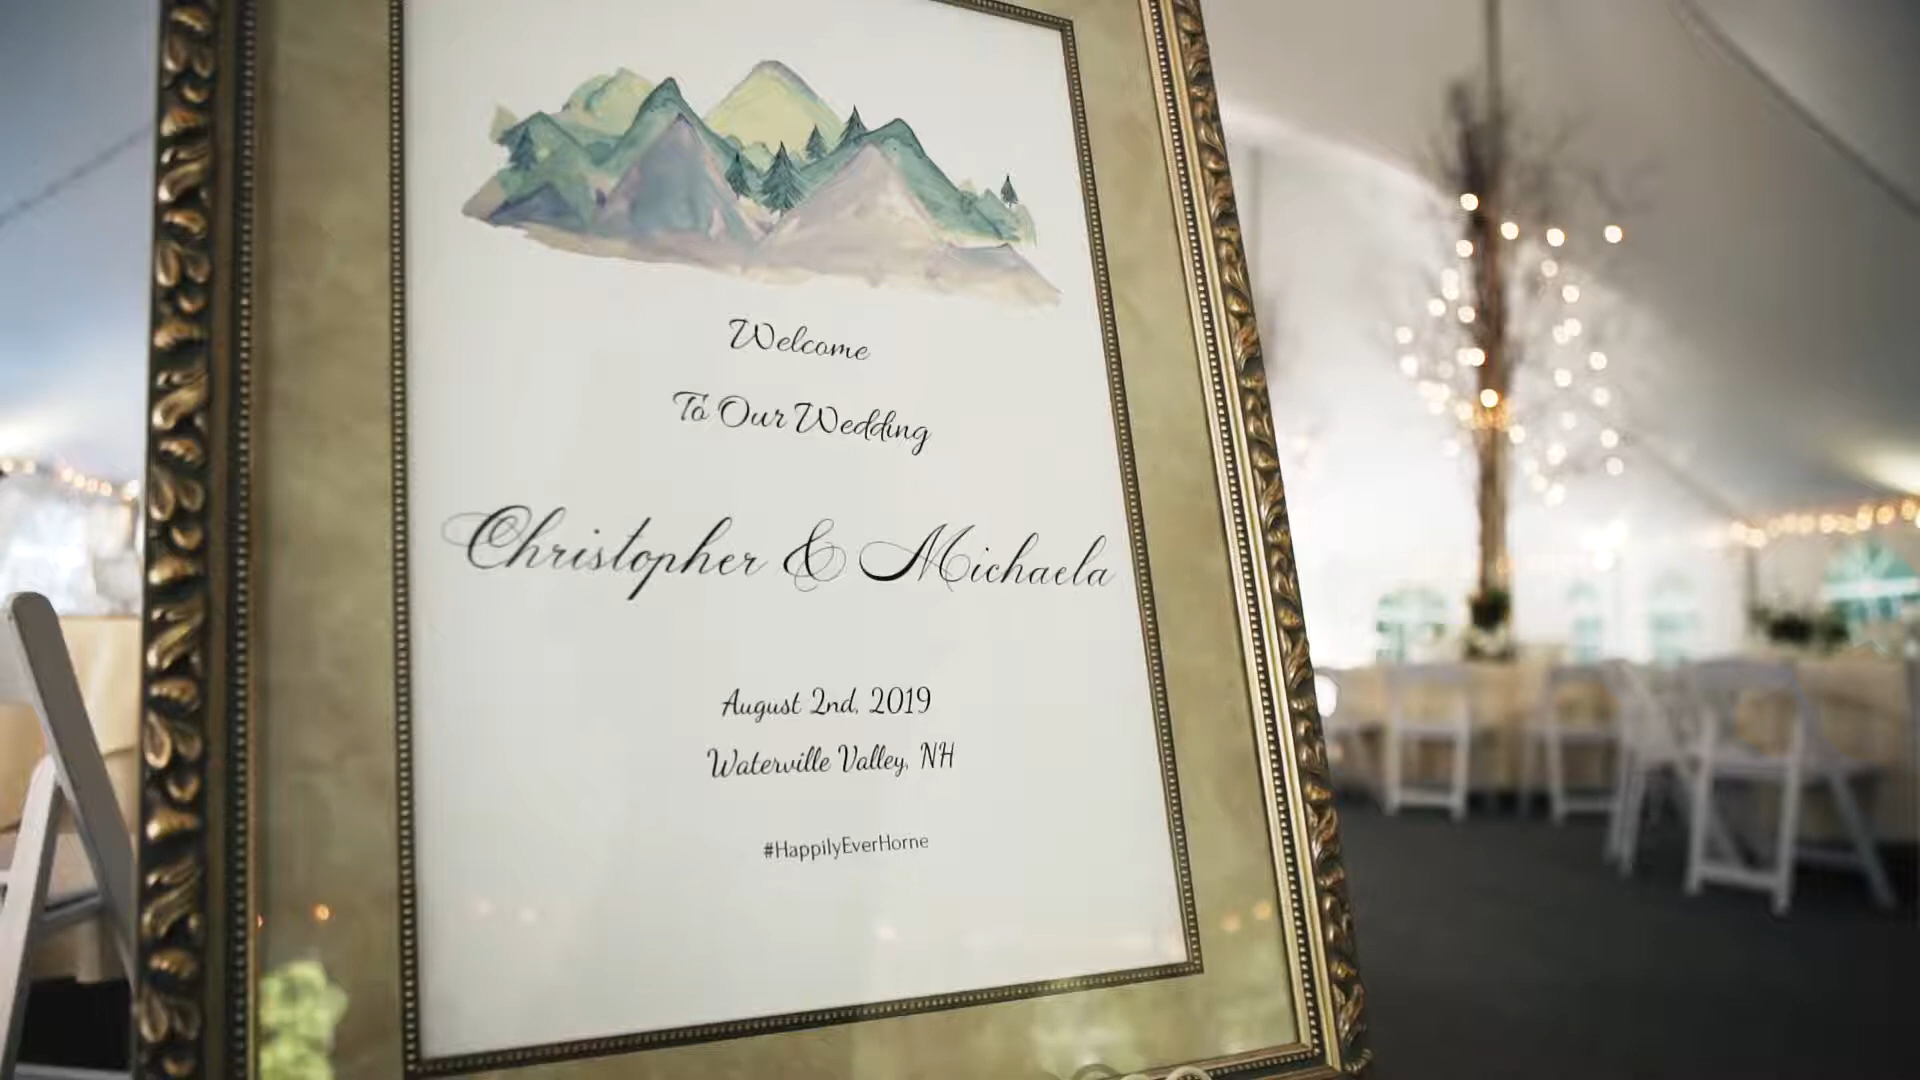 Welcome
To Our Wedding
Christopher & Michaela
August 2nd, 2019
Waterville Valley, NH
#HappilyEverHorne